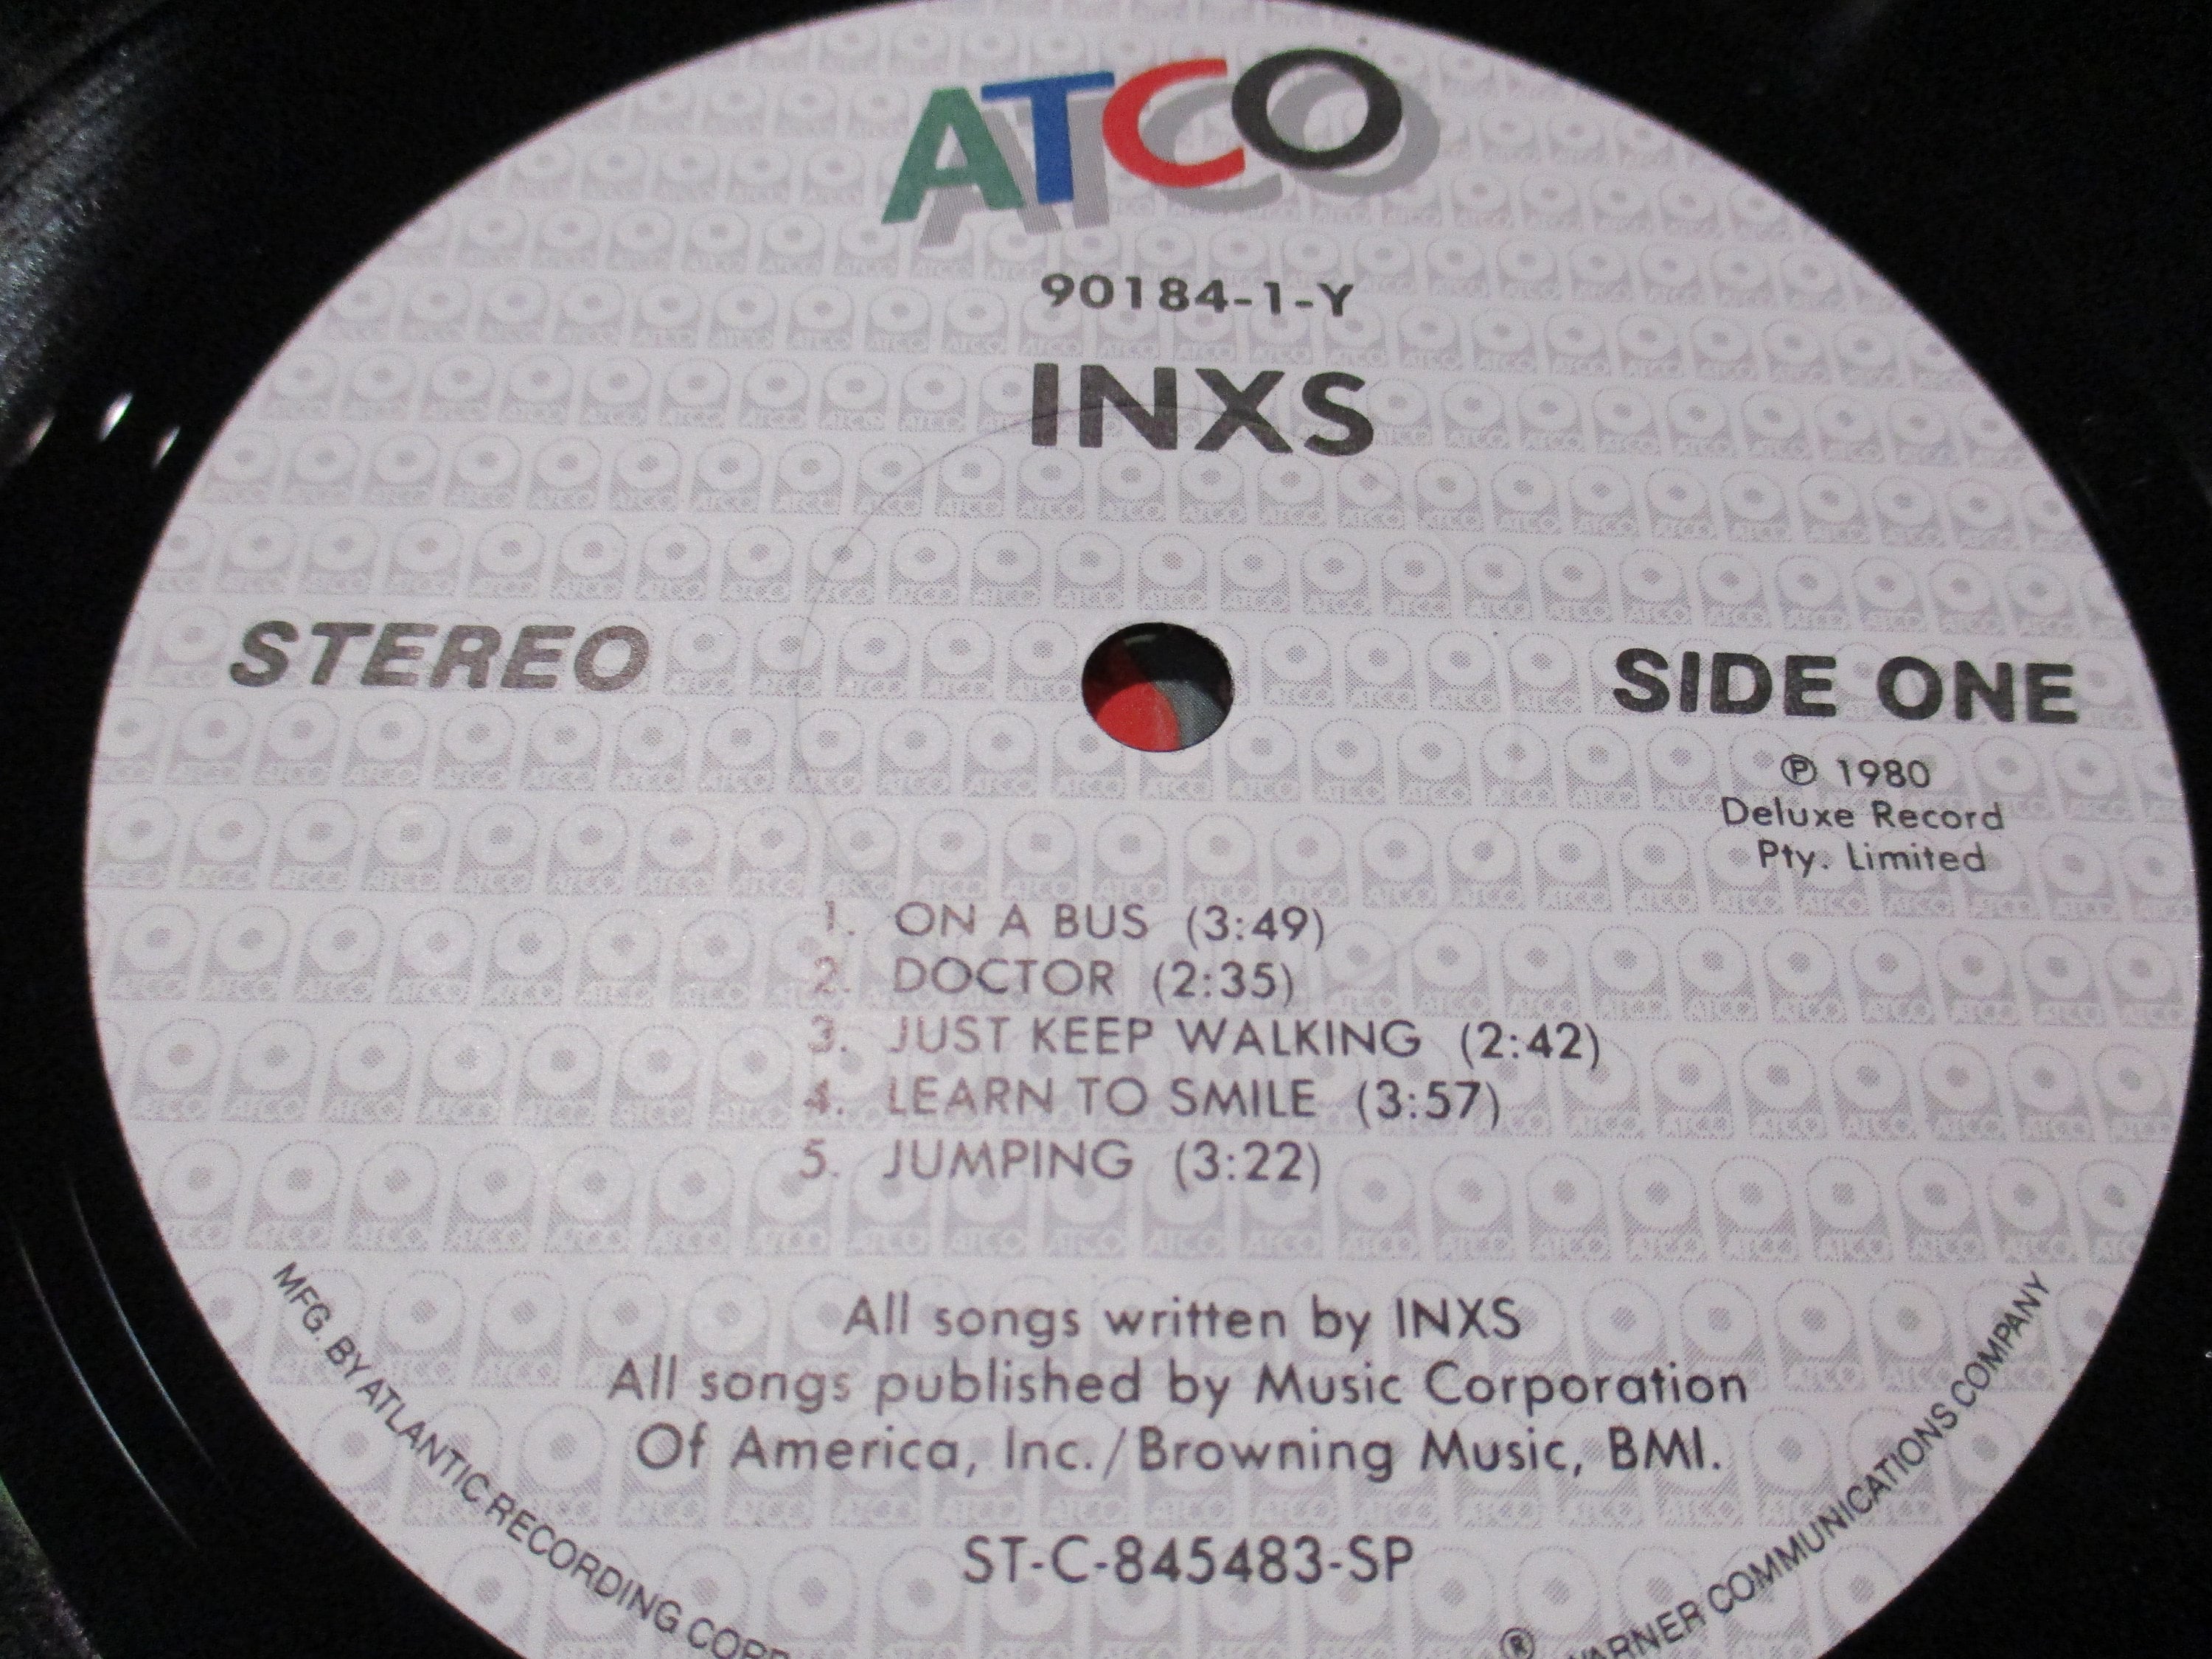 ATCO
90184-1-Y
INXS
STEREO
SIDE ONE
℗ 1980
Deluxe Record
Pty. Limited
1. ON A BUS (3:49)
2. DOCTOR (2:35)
3. JUST KEEP WALKING (2:42)
4. LEARN TO SMILE (3:57)
5. JUMPING (3:22)
All songs written by INXS
All songs published by Music Corporation
Of America, Inc./Browning Music, BMI.
ST-C-845483-SP
MFG. BY ATLANTIC RECORDING CORP
® WARNER COMMUNICATIONS COMPANY